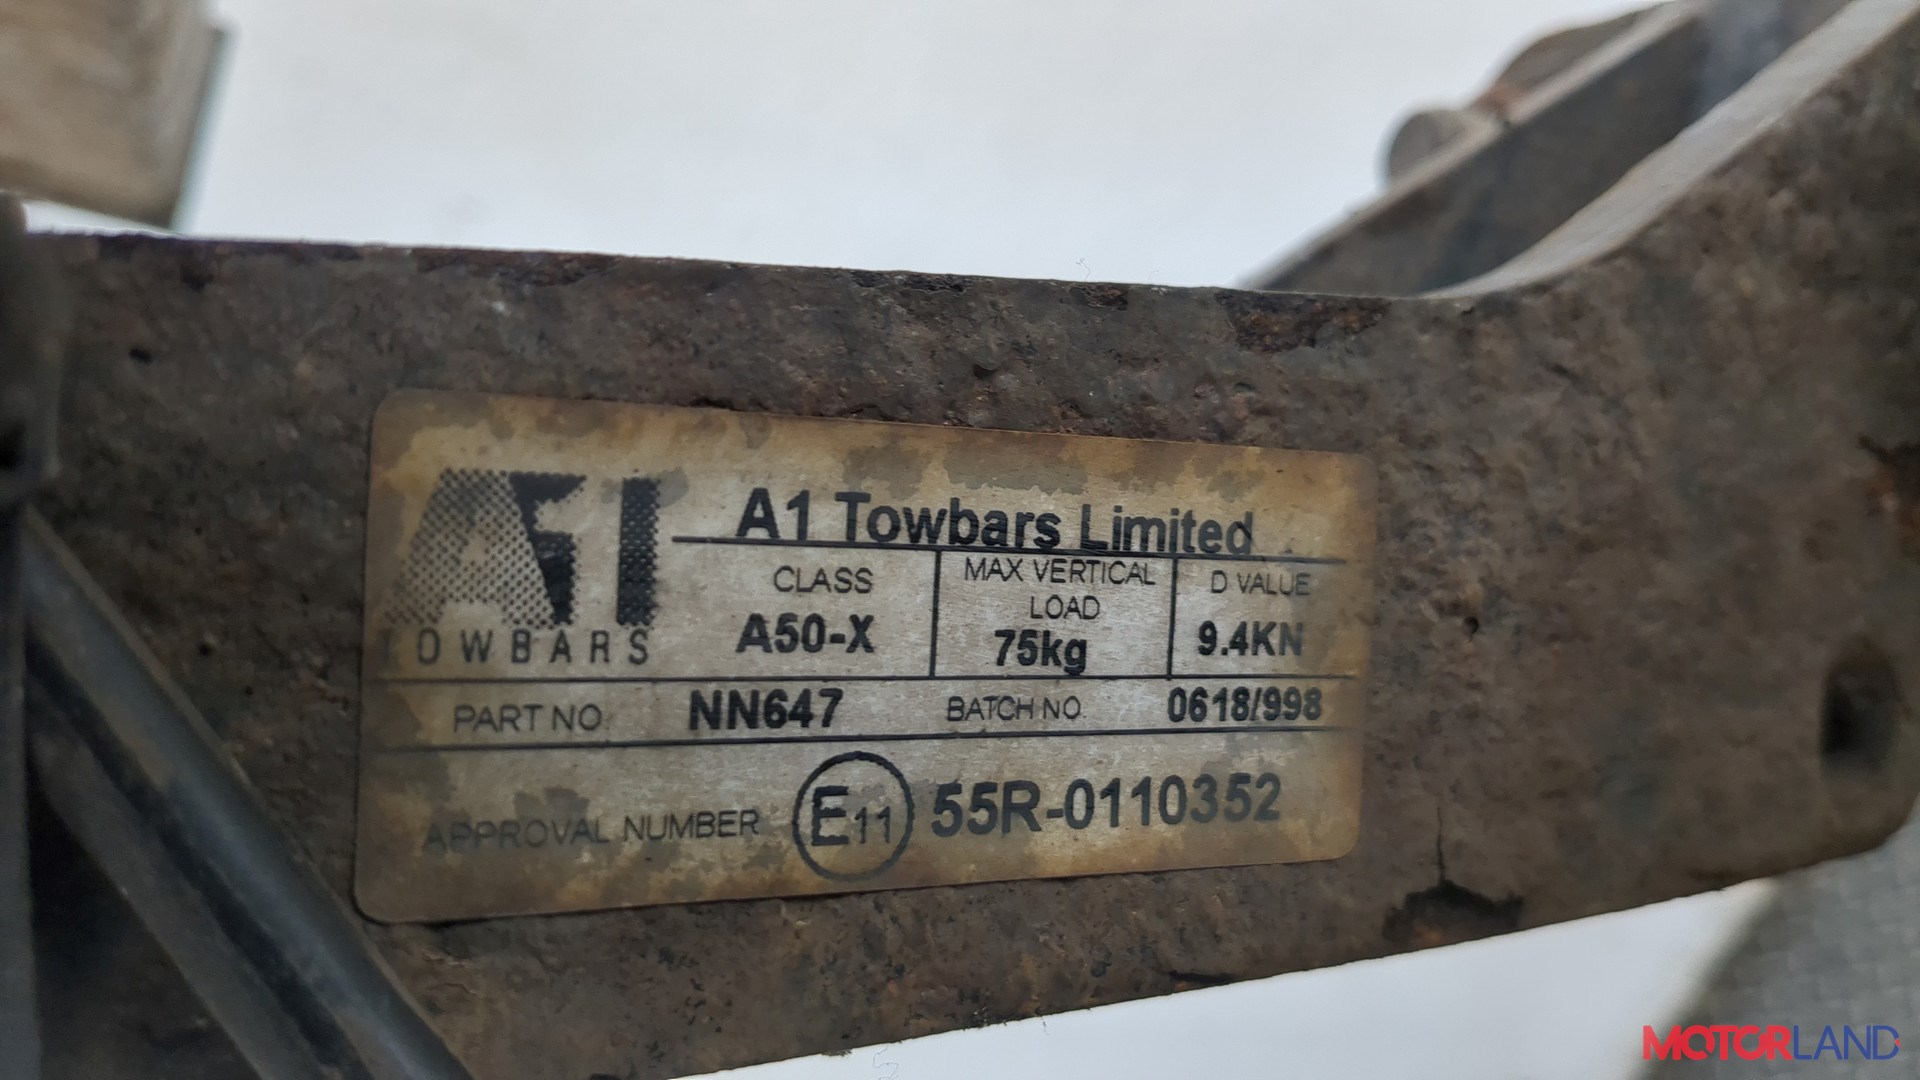 A1
TOWBARS
A1 Towbars Limited
CLASS
A50-X
MAX VERTICAL
LOAD
75kg
D VALUE
9.4KN
PART NO. NN647 BATCH NO. 0618/998
APPROVAL NUMBER E11 55R-0110352
MOTORLAND